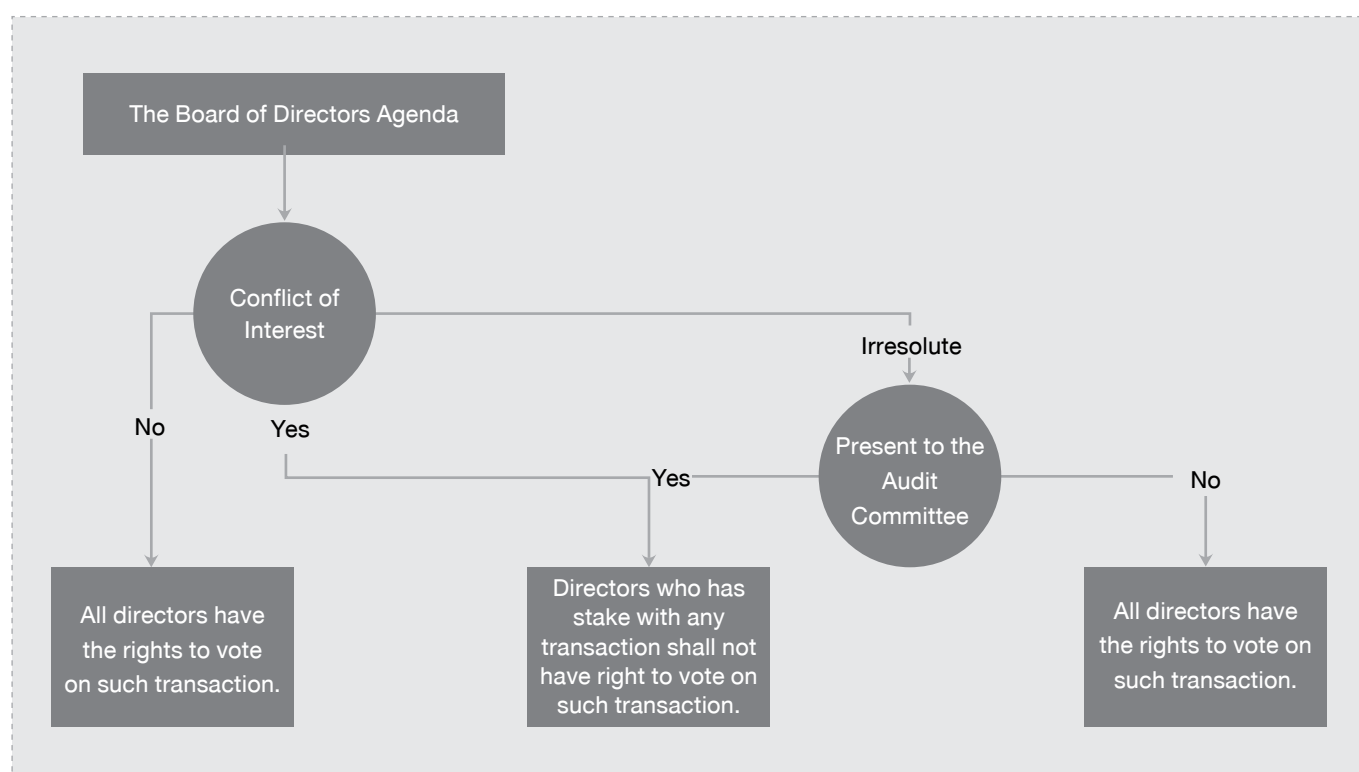 The Board of Directors Agenda
Conflict of
Interest
Irresolute
No
Yes
Present to the
Audit
Committee
Yes
No
All directors have
the rights to vote
on such transaction.
Directors who has
stake with any
transaction shall not
have right to vote on
such transaction.
All directors have
the rights to vote on
such transaction.